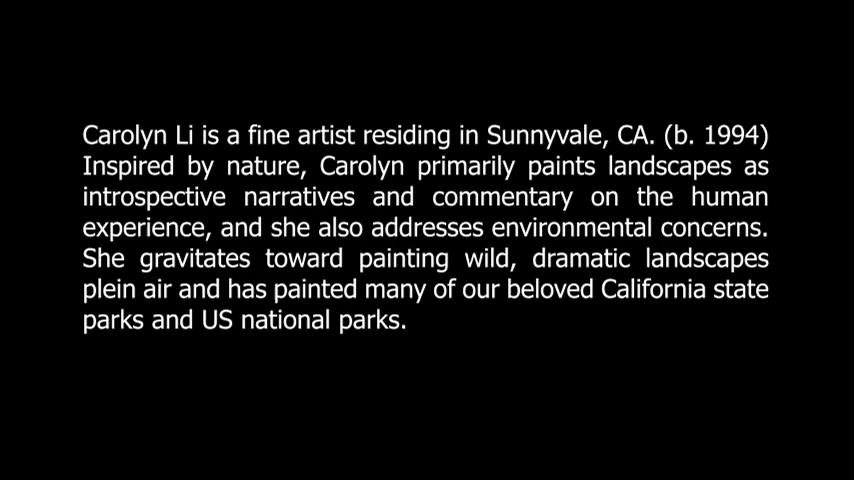 Carolyn Li is a fine artist residing in Sunnyvale, CA. (b. 1994)
Inspired by nature, Carolyn primarily paints landscapes as
introspective narratives and commentary on the human
experience, and she also addresses environmental concerns.
She gravitates toward painting wild, dramatic landscapes
plein air and has painted many of our beloved California state
parks and US national parks.